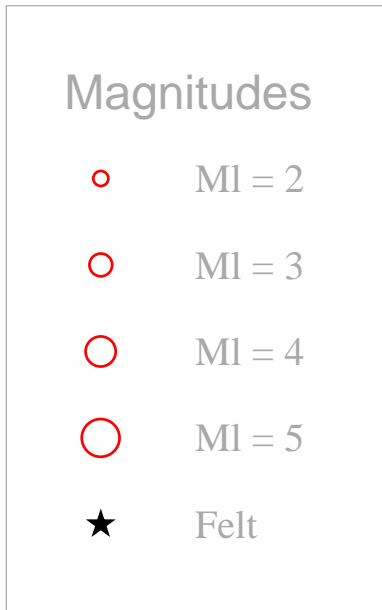 Magnitudes
Ml = 2
Ml = 3
Ml = 4
Ml = 5
Felt